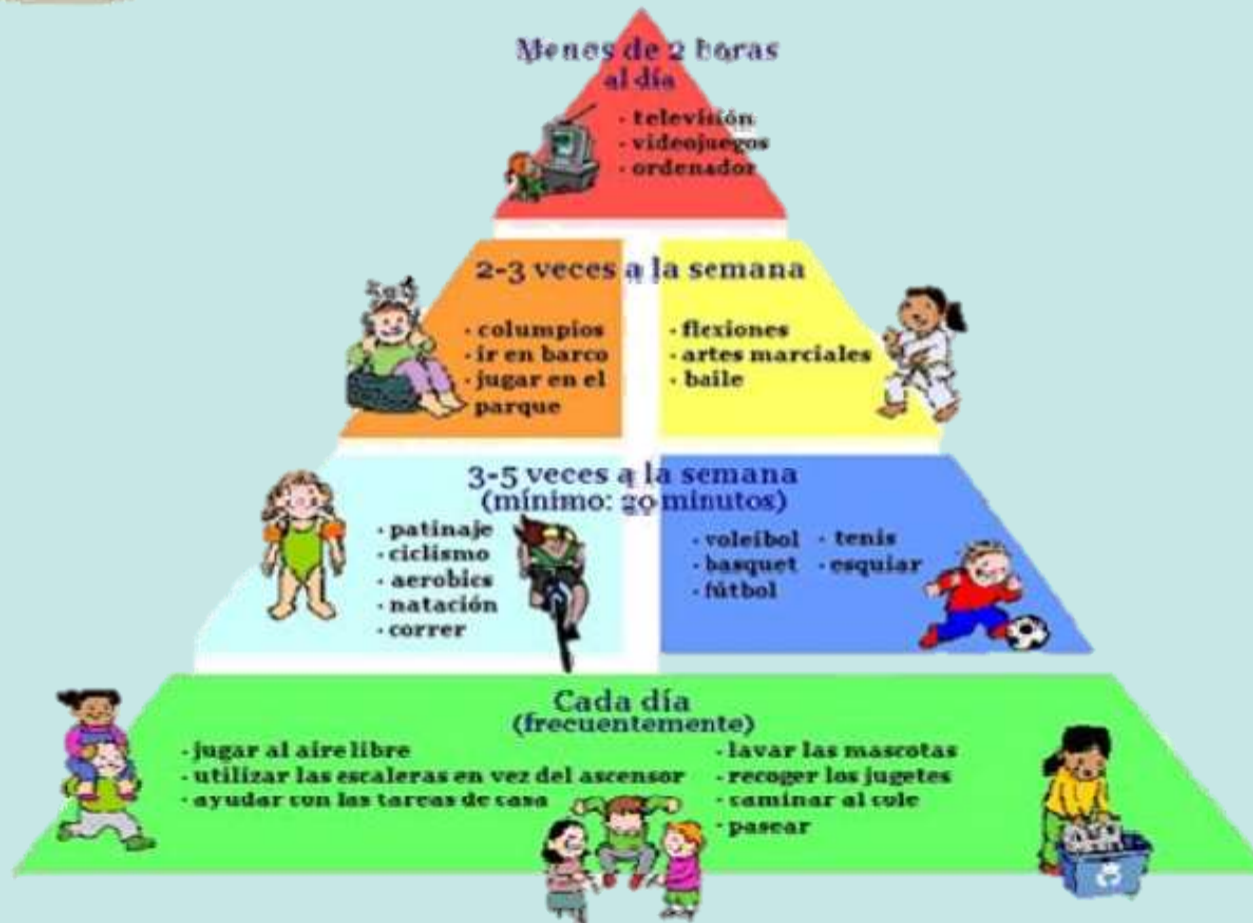 Menos de 2 horas
al día
- televisión
- videojuegos
- ordenador
2-3 veces a la semana
- columpios
- ir en barco
- jugar en el
parque
- flexiones
- artes marciales
- baile
3-5 veces a la semana
(mínimo: 20 minutos)
- patinaje
- ciclismo
- aerobics
- natación
- correr
- voleibol - tenis
- basquet - esquiar
- fútbol
Cada día
(frecuentemente)
- jugar al aire libre
- utilizar las escaleras en vez del ascensor
- ayudar con las tareas de casa
- lavar las mascotas
- recoger los jugetes
- caminar al cole
- pasear